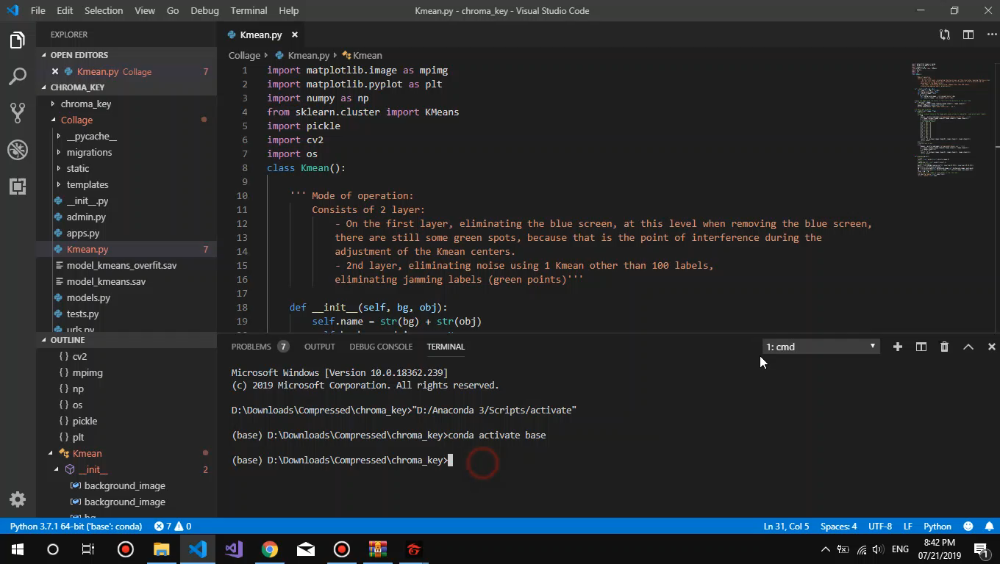 File Edit Selection View Go Debug Terminal Help Kmean.py - chroma_key - Visual Studio Code
EXPLORER
OPEN EDITORS
Kmean.py Collage 7
CHROMA_KEY
chroma_key
Collage
__pycache__
migrations
static
templates
__init__.py
admin.py
apps.py
Kmean.py 7
model_kmeans_overfit.sav
model_kmeans.sav
models.py
tests.py
urls.py
OUTLINE
cv2
mpimg
np
os
pickle
plt
Kmean
__init__ 2
background_image
background_image
Kmean.py
Collage Kmean.py Kmean
1 import matplotlib.image as mpimg
2 import matplotlib.pyplot as plt
3 import numpy as np
4 from sklearn.cluster import KMeans
5 import pickle
6 import cv2
7 import os
8 class Kmean():
9
10 ''' Mode of operation:
11 Consists of 2 layer:
12 - On the first layer, eliminating the blue screen, at this level when removing the blue screen,
13 there are still some green spots, because that is the point of interference during the
14 adjustment of the Kmean centers.
15 - 2nd layer, eliminating noise using 1 Kmean other than 100 labels,
16 eliminating jamming labels (green points)'''
17
18 def __init__(self, bg, obj):
19 self.name = str(bg) + str(obj)
PROBLEMS 7 OUTPUT DEBUG CONSOLE TERMINAL 1: cmd
Microsoft Windows [Version 10.0.18362.239]
(c) 2019 Microsoft Corporation. All rights reserved.
D:\Downloads\Compressed\chroma_key>"D:/Anaconda 3/Scripts/activate"
(base) D:\Downloads\Compressed\chroma_key>conda activate base
(base) D:\Downloads\Compressed\chroma_key>
Python 3.7.1 64-bit ('base': conda) 7 0 Ln 31, Col 5 Spaces: 4 UTF-8 LF Python
ENG 8:42 PM
07/21/2019 1